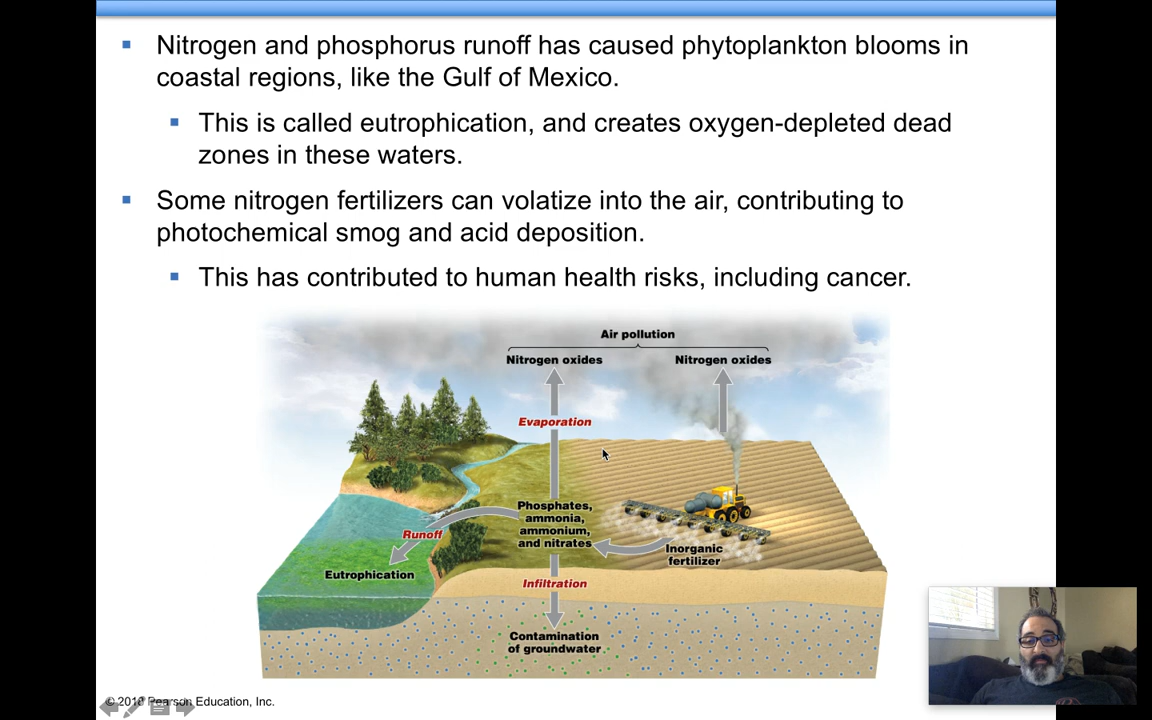 Nitrogen and phosphorus runoff has caused phytoplankton blooms in
coastal regions, like the Gulf of Mexico.
This is called eutrophication, and creates oxygen-depleted dead
zones in these waters.
Some nitrogen fertilizers can volatize into the air, contributing to
photochemical smog and acid deposition.
This has contributed to human health risks, including cancer.
Air pollution
Nitrogen oxides
Nitrogen oxides
Evaporation
Phosphates,
ammonia,
ammonium,
and nitrates
Runoff
Inorganic
fertilizer
Eutrophication
Infiltration
Contamination
of groundwater
Pearson Education, Inc.